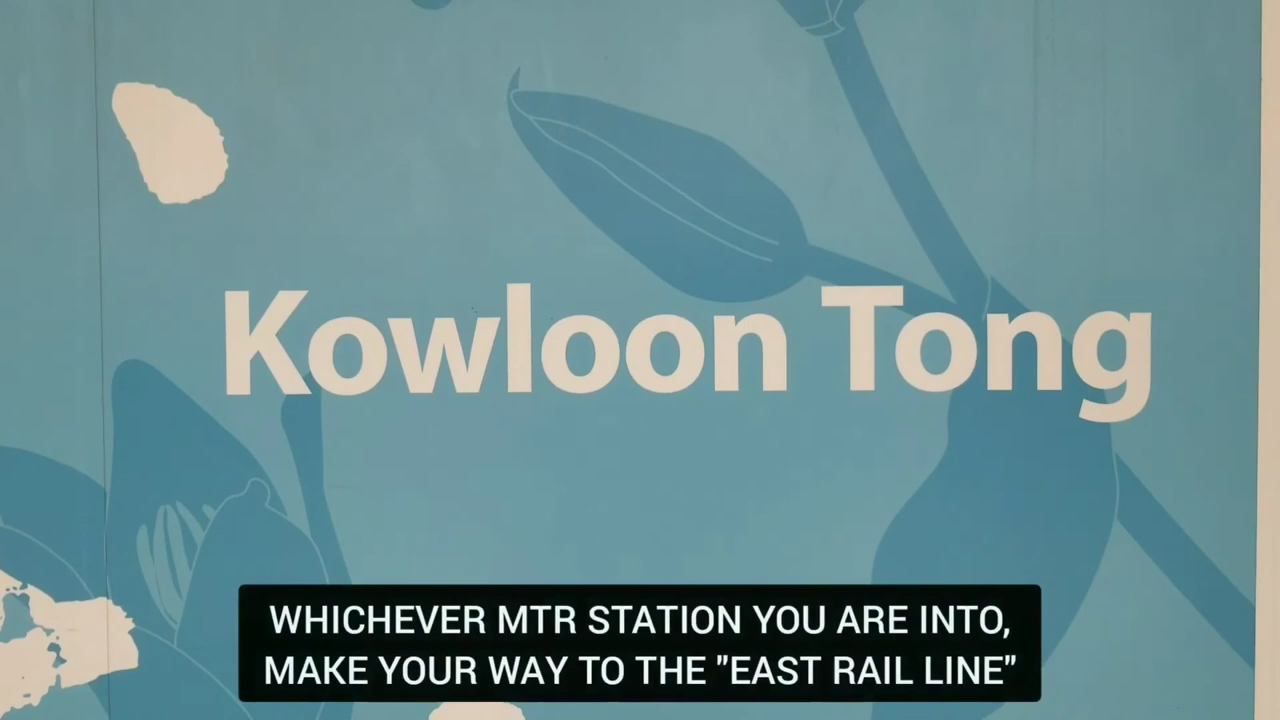 Kowloon Tong
WHICHEVER MTR STATION YOU ARE INTO,
MAKE YOUR WAY TO THE "EAST RAIL LINE"